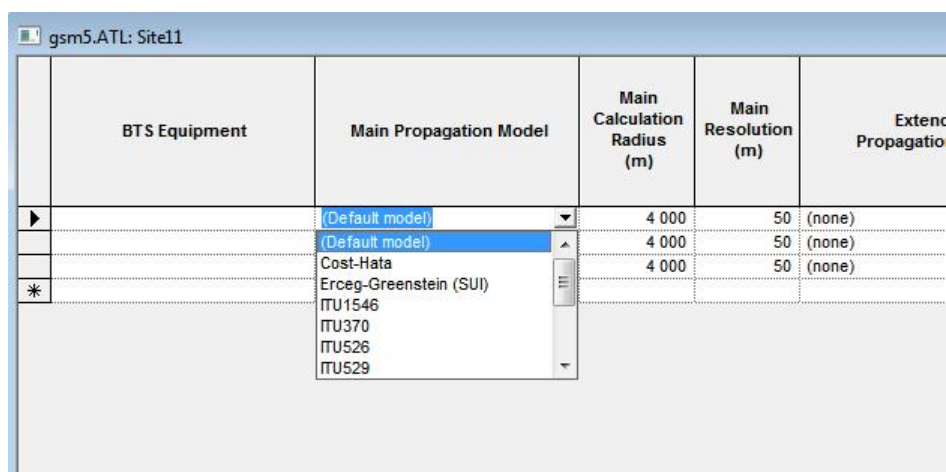 gsm5.ATL: Site11
BTS Equipment
Main Propagation Model
Main
Calculation
Radius
(m)
Main
Resolution
(m)
Extend
Propagatio
(Default model) 4 000 50 (none)
(Default model) 4 000 50 (none)
Cost-Hata 4 000 50 (none)
Erceg-Greenstein (SUI)
ITU1546
ITU370
ITU526
ITU529